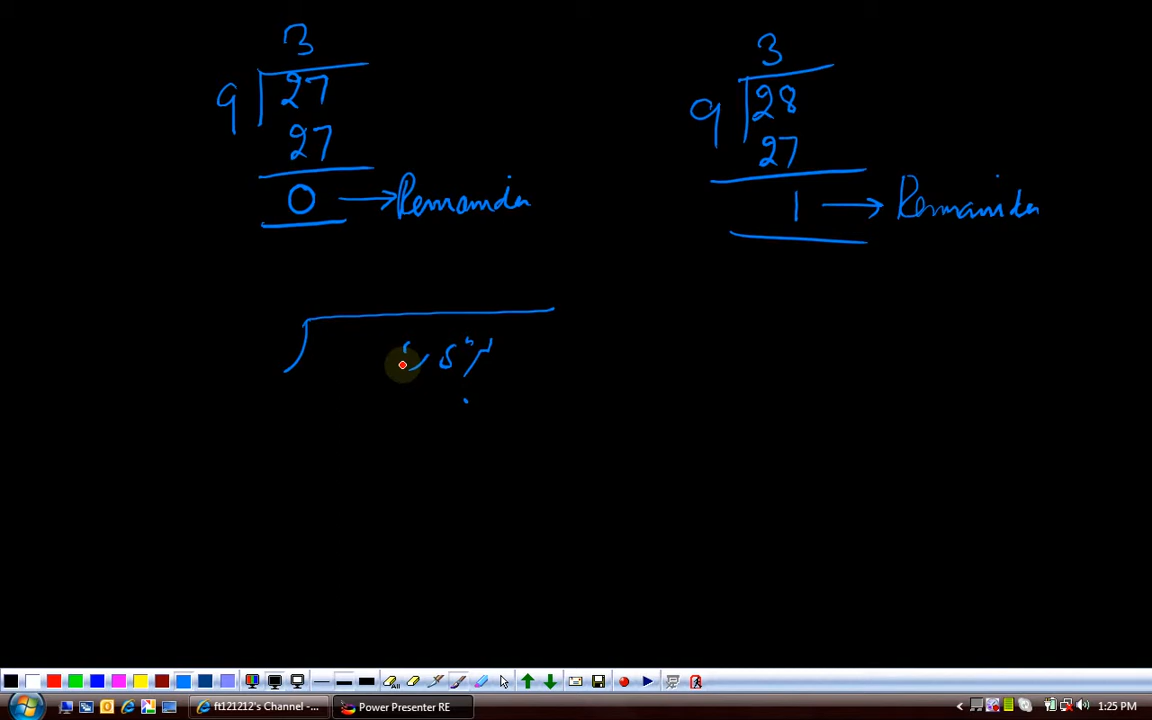 3
9 27
27
0 → Remainder
3
9 28
27
1 → Remainder
ft121212's Channel -...
Power Presenter RE
1:25 PM